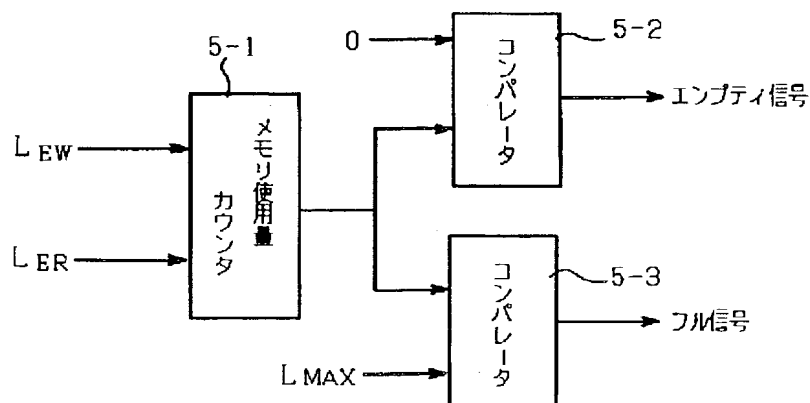 5-1
L EW
L ER
メモリ使用量
カウンタ
0
コンパレータ
5-2
エンプティ信号
コンパレータ
5-3
フル信号
L MAX